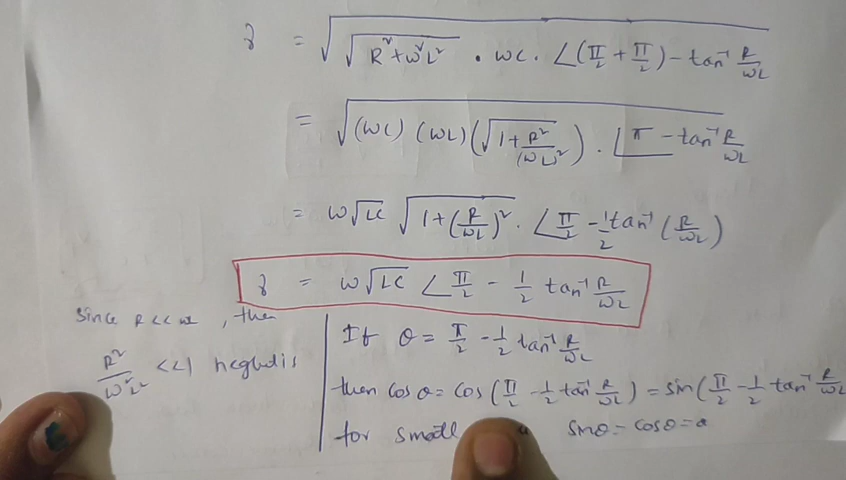 γ = √(√(R²+ω²L²) . ωC . ∠(π/2 + π/2) - tan⁻¹ R/ωL)
= √((ωC) (ωL) (√(1+R²/(ωL)²)) . ∠π - tan⁻¹ R/ωL)
= ω√LC √(1+(R/ωL)²) . ∠π/2 - 1/2 tan⁻¹ (R/ωL)
γ = ω√LC ∠π/2 - 1/2 tan⁻¹ R/ωL
Since R<< , then
R²/ω²L² <<1
If θ = π/2 - 1/2 tan⁻¹ R/ωL
then cos θ = cos (π/2 - 1/2 tan⁻¹ R/ωL) = sin (π/2 - 1/2 tan⁻¹ R/ωL
for small sinθ = cosθ = θ